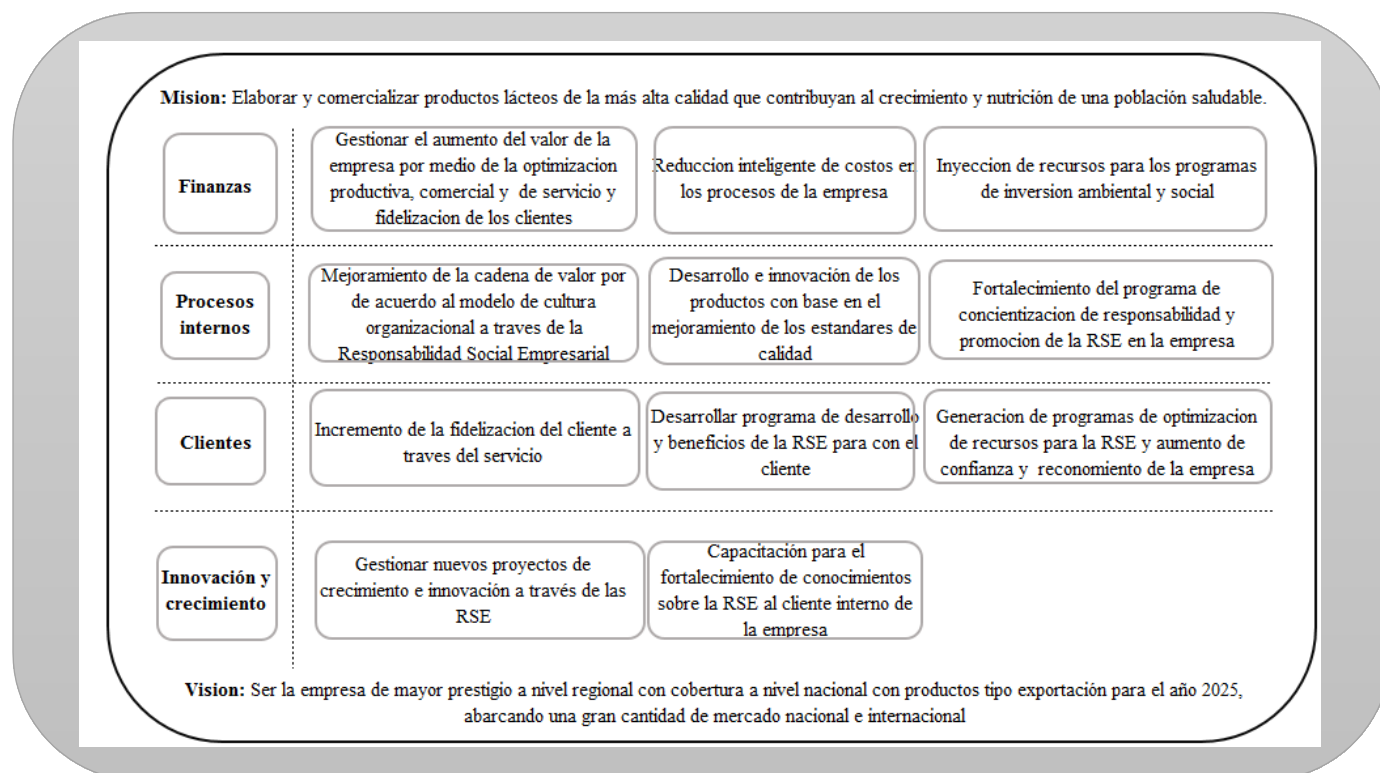 Mision: Elaborar y comercializar productos lácteos de la más alta calidad que contribuyan al crecimiento y nutrición de una población saludable.
Finanzas
Gestionar el aumento del valor de la
empresa por medio de la optimizacion
productiva, comercial y de servicio y
fidelizacion de los clientes
Reduccion inteligente de costos en
los procesos de la empresa
Inyeccion de recursos para los programas
de inversion ambiental y social
Procesos
internos
Mejoramiento de la cadena de valor por
de acuerdo al modelo de cultura
organizacional a traves de la
Responsabilidad Social Empresarial
Desarrollo e innovación de los
productos con base en el
mejoramiento de los estandares de
calidad
Fortalecimiento del programa de
concientizacion de responsabilidad y
promocion de la RSE en la empresa
Clientes
Incremento de la fidelizacion del cliente a
traves del servicio
Desarrollar programa de desarrollo
y beneficios de la RSE para con el
cliente
Generacion de programas de optimizacion
de recursos para la RSE y aumento de
confianza y reconomiento de la empresa
Innovación y
crecimiento
Gestionar nuevos proyectos de
crecimiento e innovación a través de las
RSE
Capacitación para el
fortalecimiento de conocimientos
sobre la RSE al cliente interno de
la empresa
Vision: Ser la empresa de mayor prestigio a nivel regional con cobertura a nivel nacional con productos tipo exportación para el año 2025,
abarcando una gran cantidad de mercado nacional e internacional